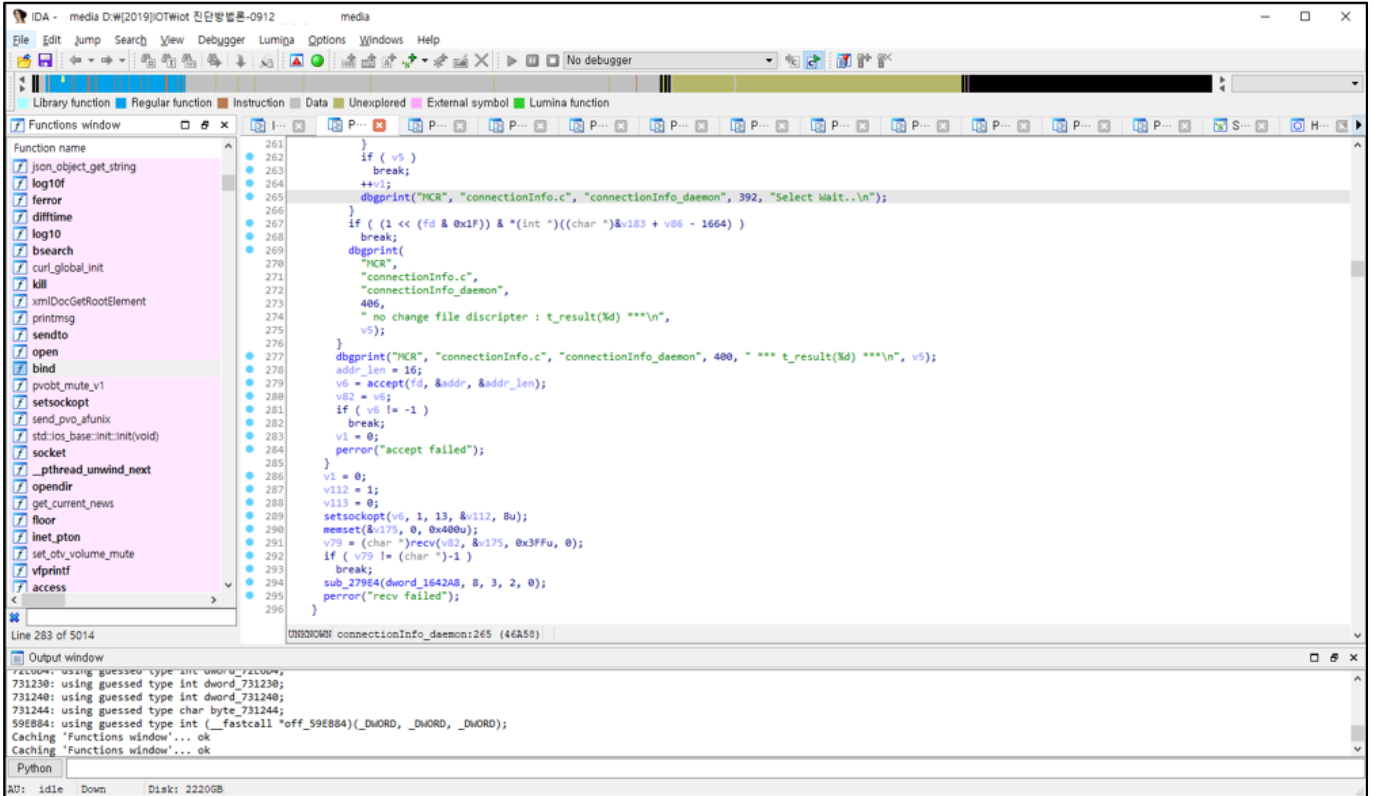 IDA - media D:₩[2019]IOT₩iot 진단방법론-0912 media
File Edit Jump Search View Debugger Lumina Options Windows Help
No debugger
Library function Regular function Instruction Data Unexplored External symbol Lumina function
Functions window
I··· P··· P··· P··· P··· P··· P··· P··· P··· P··· P··· P··· S··· H···
Function name
json_object_get_string
log10f
ferror
difftime
log10
bsearch
curl_global_init
kill
xmlDocGetRootElement
printmsg
sendto
open
bind
pvobt_mute_v1
setsockopt
send_pvo_afunix
std::ios_base::Init::Init(void)
socket
__pthread_unwind_next
opendir
get_current_news
floor
inet_pton
set_otv_volume_mute
vfprintf
access
Line 283 of 5014
261 }
262 if ( v5 )
263 break;
264 ++v1;
265 dbgprint("MCR", "connectionInfo.c", "connectionInfo_daemon", 392, "Select Wait..\n");
266 }
267 if ( (1 << (fd & 0x1F)) & *(int *)((char *)&v183 + v86 - 1664) )
268 break;
269 dbgprint(
270 "MCR",
271 "connectionInfo.c",
272 "connectionInfo_daemon",
273 406,
274 " no change file discripter : t_result(%d) ***\n",
275 v5);
276 }
277 dbgprint("MCR", "connectionInfo.c", "connectionInfo_daemon", 400, " *** t_result(%d) ***\n", v5);
278 addr_len = 16;
279 v6 = accept(fd, &addr, &addr_len);
280 v82 = v6;
281 if ( v6 != -1 )
282 break;
283 v1 = 0;
284 perror("accept failed");
285 }
286 v1 = 0;
287 v112 = 1;
288 v113 = 0;
289 setsockopt(v6, 1, 13, &v112, 8u);
290 memset(&v175, 0, 0x400u);
291 v79 = (char *)recv(v82, &v175, 0x3FFu, 0);
292 if ( v79 != (char *)-1 )
293 break;
294 sub_279E4(dword_1642A8, 8, 3, 2, 0);
295 perror("recv failed");
296 }
UNKNOWN connectionInfo_daemon:265 (46A58)
Output window
using guessed type int
731230: using guessed type int dword_731230;
731240: using guessed type int dword_731240;
731244: using guessed type char byte_731244;
59EB84: using guessed type int (__fastcall *off_59EB84)(_DWORD, _DWORD, _DWORD);
Caching 'Functions window'... ok
Caching 'Functions window'... ok
Python
AU: idle Down Disk: 2220GB